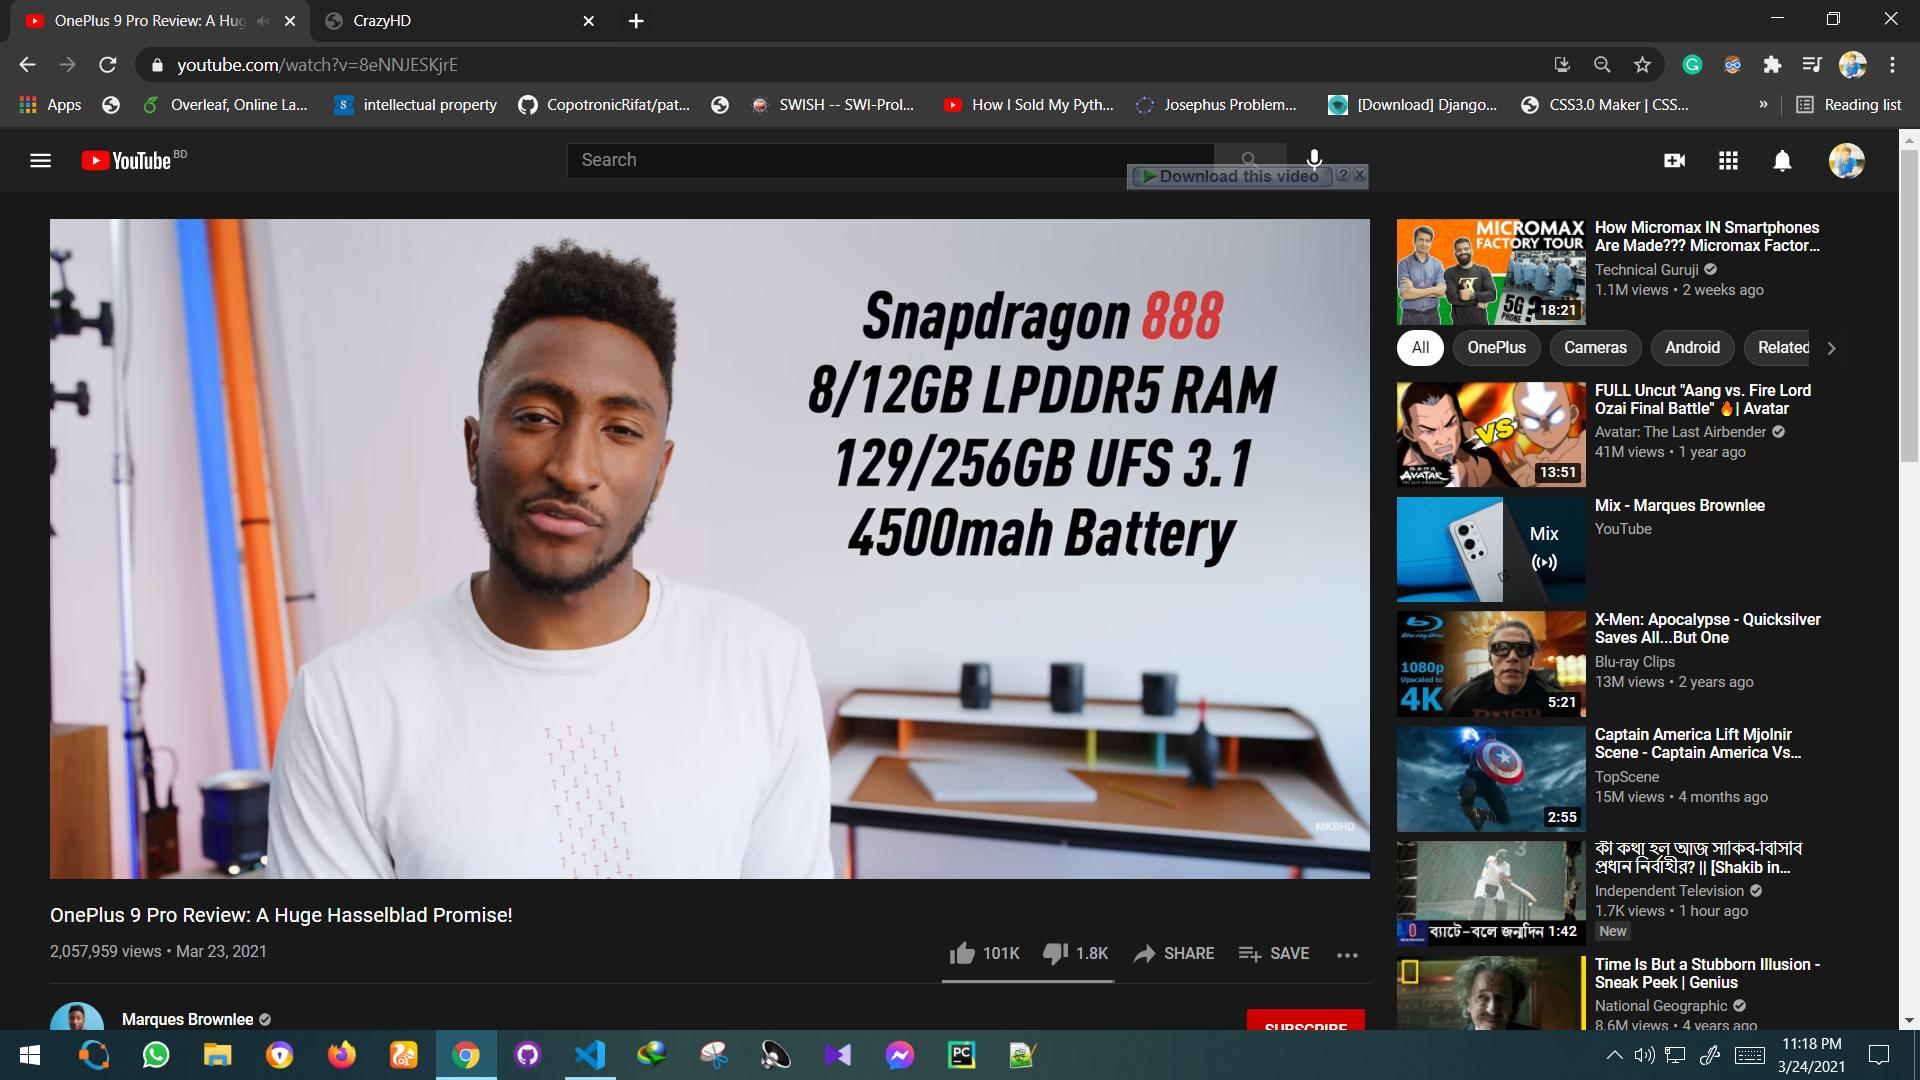 OnePlus 9 Pro Review: A Hug
CrazyHD
youtube.com/watch?v=8eNNJESKjrE
Apps
Overleaf, Online La...
S
intellectual property
CopotronicRifat/pat...
SWISH -- SWI-Prol...
How I Sold My Pyth...
Josephus Problem...
[Download] Django...
CSS3.0 Maker | CSS...
»
Reading list
YouTube BD
Search
Download this video
Snapdragon 888
8/12GB LPDDR5 RAM
129/256GB UFS 3.1
4500mah Battery
MKBHD
OnePlus 9 Pro Review: A Huge Hasselblad Promise!
2,057,959 views • Mar 23, 2021
101K
1.8K
SHARE
SAVE
Marques Brownlee
SUBSCRIBE
MICROMAX
FACTORY TOUR
5G ?
PHONE
18:21
How Micromax IN Smartphones
Are Made??? Micromax Factor...
Technical Guruji
1.1M views • 2 weeks ago
All
OnePlus
Cameras
Android
Related
VS
AVATAR
13:51
FULL Uncut "Aang vs. Fire Lord
Ozai Final Battle" 🔥| Avatar
Avatar: The Last Airbender
41M views • 1 year ago
Mix
Mix - Marques Brownlee
YouTube
Blu-ray Disc
1080p
Upscaled to
4K
5:21
X-Men: Apocalypse - Quicksilver
Saves All...But One
Blu-ray Clips
13M views • 2 years ago
2:55
Captain America Lift Mjolnir
Scene - Captain America Vs...
TopScene
15M views • 4 months ago
ব্যাটে-বলে জন্মদিন
1:42
কী কথা হল আজ সাকিব-বিসিবি
প্রধান নির্বাহীর? || [Shakib in...
Independent Television
1.7K views • 1 hour ago
New
Time Is But a Stubborn Illusion -
Sneak Peek | Genius
National Geographic
8.6M views • 4 years ago
PC
11:18 PM
3/24/2021